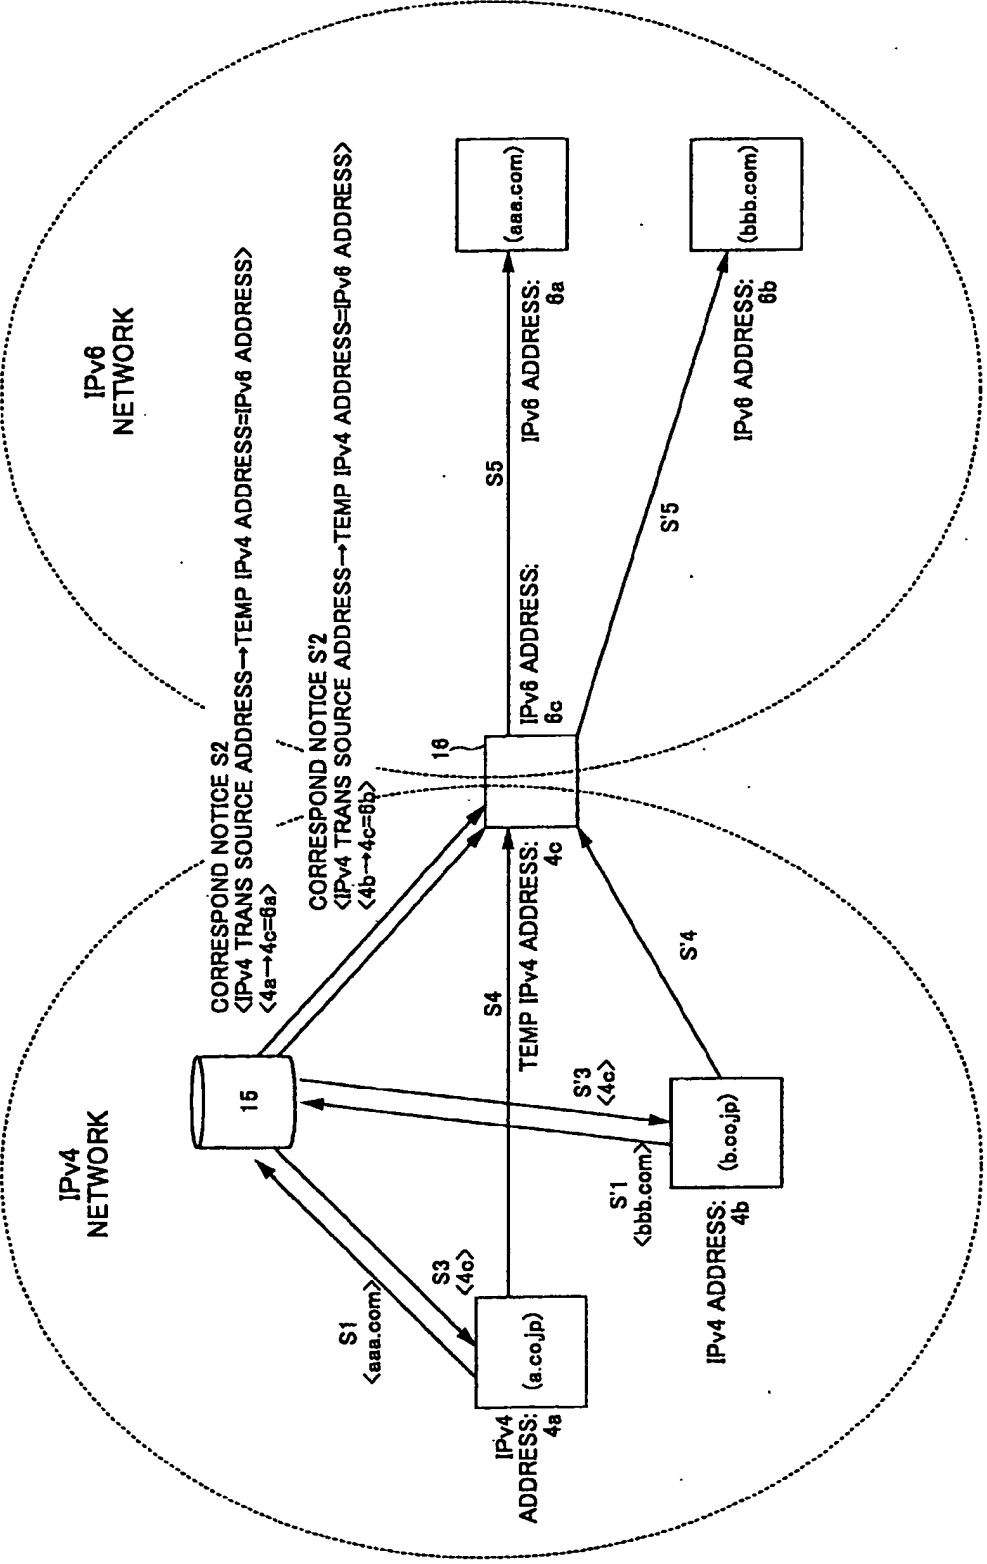 IPv4
NETWORK
IPv6
NETWORK
CORRESPOND NOTICE S2
<IPv4 TRANS SOURCE ADDRESS→TEMP IPv4 ADDRESS=IPv6 ADDRESS>
<4a→4c=6a>
CORRESPOND NOTICE S'2
<IPv4 TRANS SOURCE ADDRESS→TEMP IPv4 ADDRESS=IPv6 ADDRESS>
<4b→4c=6b>
15
16
S1
<aaa.com>
S3
<4c>
S4
TEMP IPv4 ADDRESS:
4c
IPv6 ADDRESS:
6c
S5
IPv6 ADDRESS:
6a
(aaa.com)
(a.co.jp)
IPv4
ADDRESS:
4a
S'1
<bbb.com>
S'3
<4c>
S'4
S'5
IPv6 ADDRESS:
6b
(bbb.com)
(b.co.jp)
IPv4 ADDRESS:
4b